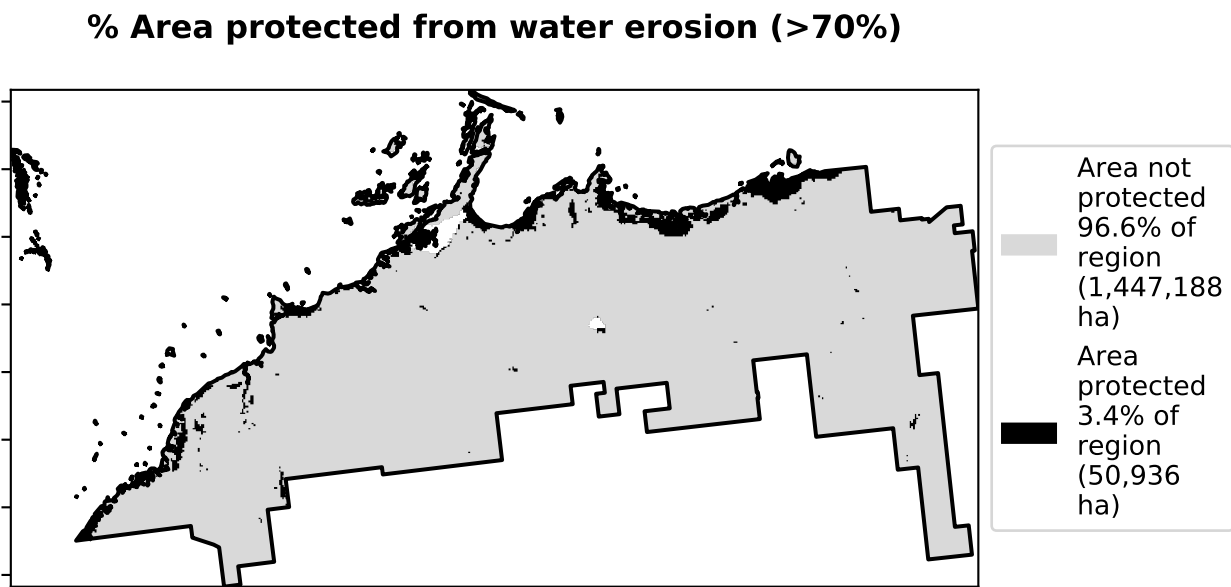 % Area protected from water erosion (>70%)
Area not
protected
96.6% of
region
(1,447,188
ha)
Area
protected
3.4% of
region
(50,936
ha)